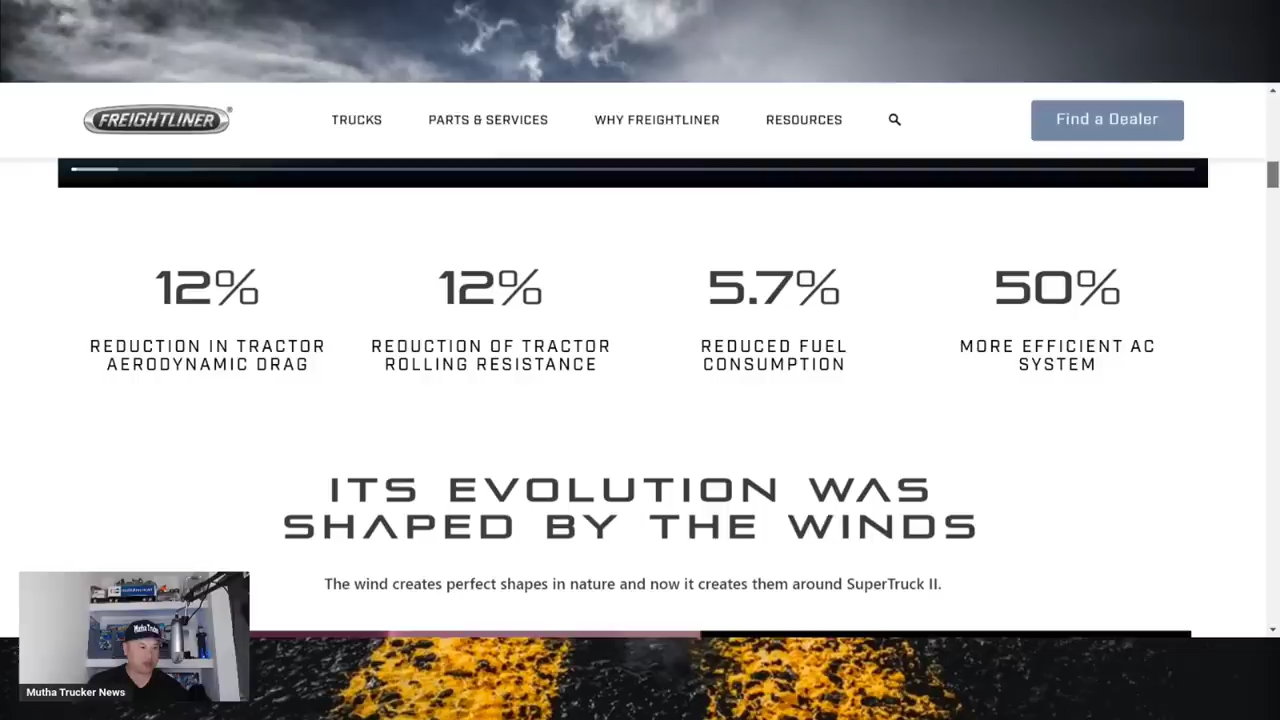 FREIGHTLINER
TRUCKS
PARTS & SERVICES
WHY FREIGHTLINER
RESOURCES
Find a Dealer
12%
REDUCTION IN TRACTOR
AERODYNAMIC DRAG
12%
REDUCTION OF TRACTOR
ROLLING RESISTANCE
5.7%
REDUCED FUEL
CONSUMPTION
50%
MORE EFFICIENT AC
SYSTEM
ITS EVOLUTION WAS
SHAPED BY THE WINDS
The wind creates perfect shapes in nature and now it creates them around SuperTruck II.
Mutha Trucker News